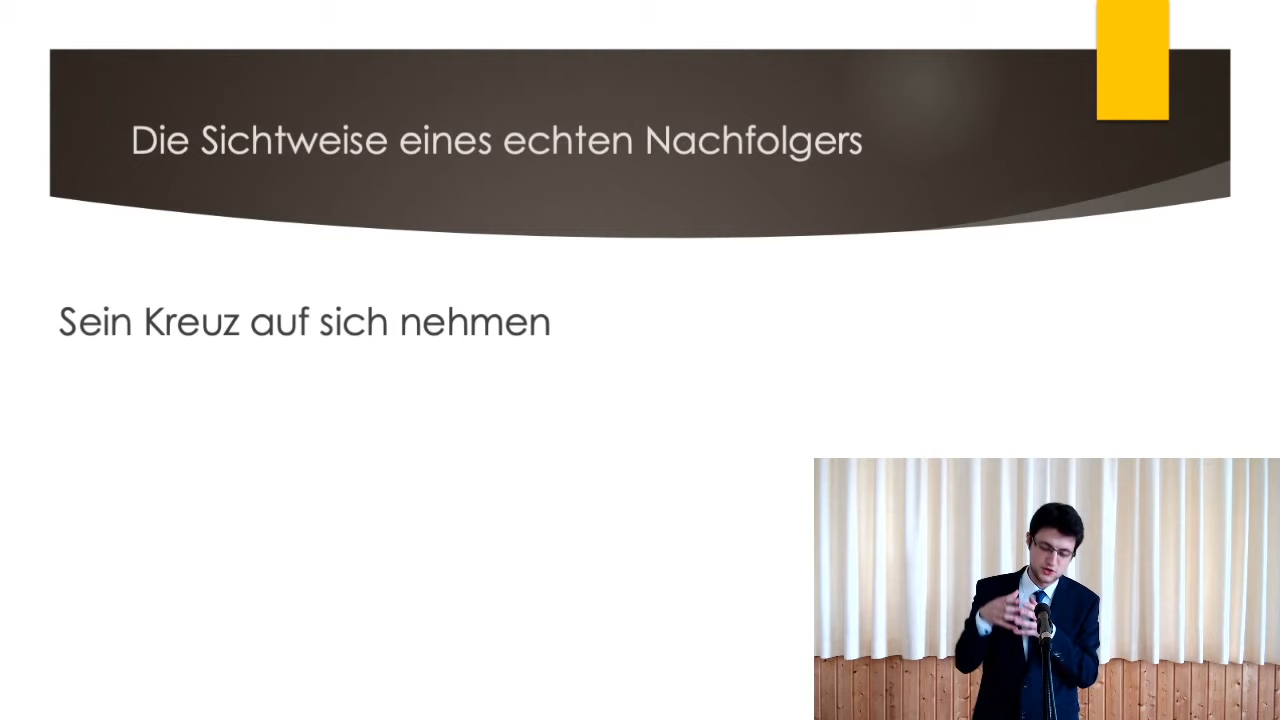 Die Sichtweise eines echten Nachfolgers
Sein Kreuz auf sich nehmen